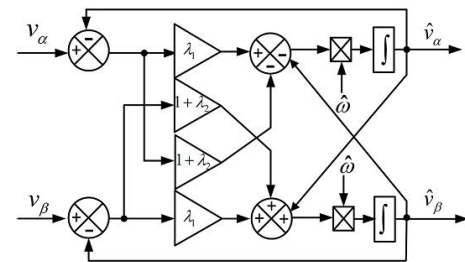 v_α
+
−
λ₁
+
−
−
∫
v̂_α
1+λ₂
ω̂
1+λ₂
ω̂
v_β
+
−
λ₁
+
+
+
∫
v̂_β